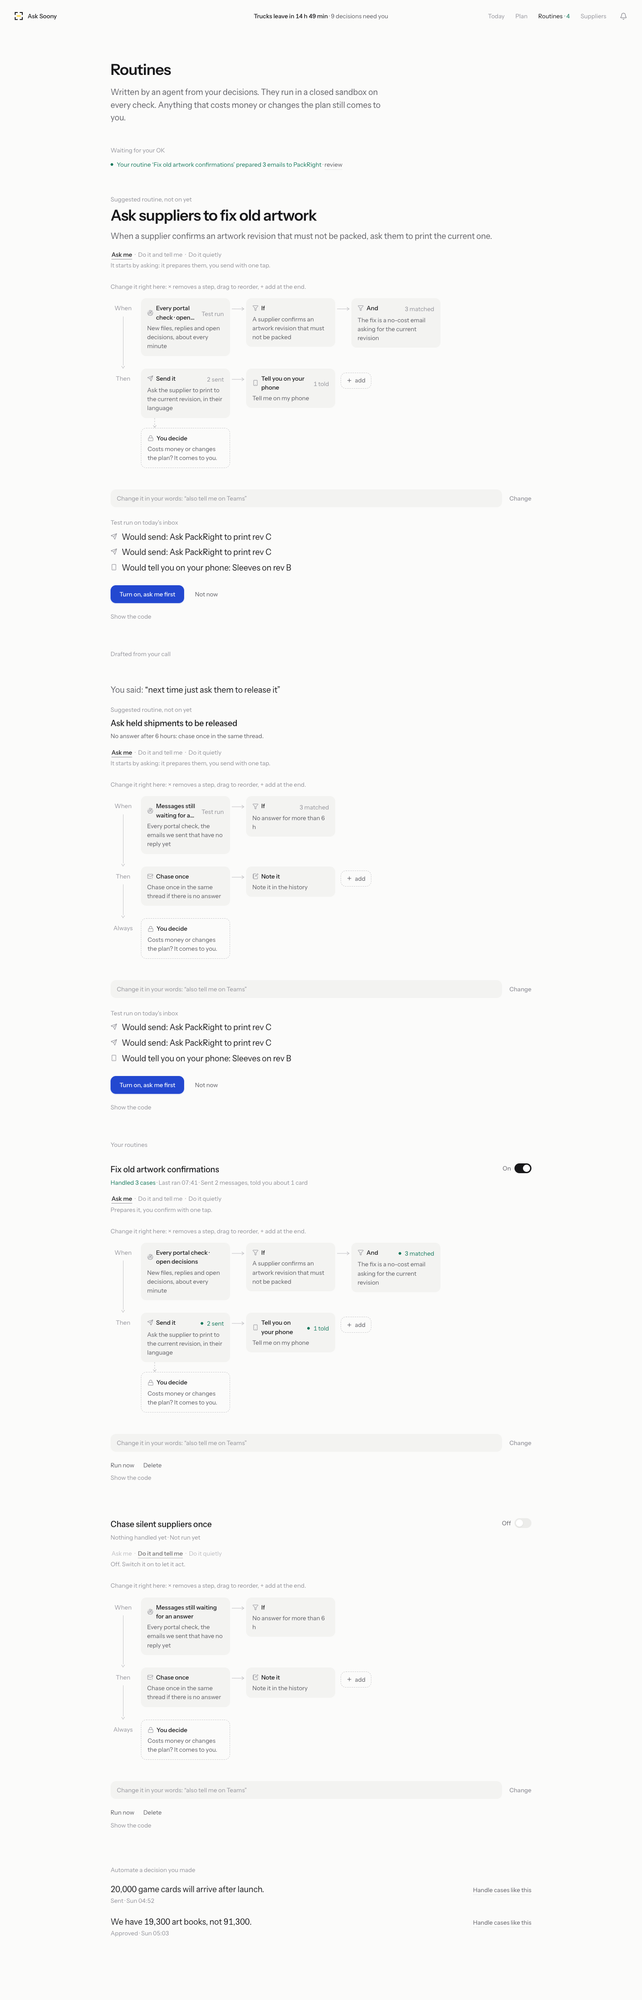 Ask Soony
Trucks leave in 14 h 49 min · 9 decisions need you
Today Plan Routines · 4 Suppliers
Routines
Written by an agent from your decisions. They run in a closed sandbox on
every check. Anything that costs money or changes the plan still comes to
you.
Waiting for your OK
Your routine 'Fix old artwork confirmations' prepared 3 emails to PackRight · review
Suggested routine, not on yet
Ask suppliers to fix old artwork
When a supplier confirms an artwork revision that must not be packed, ask them to print the current one.
Ask me · Do it and tell me · Do it quietly
It starts by asking: it prepares them, you send with one tap.
Change it right here: × removes a step, drag to reorder, + add at the end.
When
Every portal
check · open... Test run
New files, replies and open
decisions, about every
minute
If
A supplier confirms an
artwork revision that must
not be packed
And 3 matched
The fix is a no-cost email
asking for the current
revision
Then
Send it 2 sent
Ask the supplier to print to
the current revision, in their
language
Tell you on your
phone 1 told
Tell me on my phone
+ add
You decide
Costs money or changes
the plan? It comes to you.
Change it in your words: "also tell me on Teams" Change
Test run on today's inbox
Would send: Ask PackRight to print rev C
Would send: Ask PackRight to print rev C
Would tell you on your phone: Sleeves on rev B
Turn on, ask me first Not now
Show the code
Drafted from your call
You said: "next time just ask them to release it"
Suggested routine, not on yet
Ask held shipments to be released
No answer after 6 hours: chase once in the same thread.
Ask me · Do it and tell me · Do it quietly
It starts by asking: it prepares them, you send with one tap.
Change it right here: × removes a step, drag to reorder, + add at the end.
When
Messages still
waiting for a... Test run
Every portal check, the
emails we sent that have no
reply yet
If 3 matched
No answer for more than 6
h
Then
Chase once
Chase once in the same
thread if there is no answer
Note it
Note it in the history
+ add
Always
You decide
Costs money or changes
the plan? It comes to you.
Change it in your words: "also tell me on Teams" Change
Test run on today's inbox
Would send: Ask PackRight to print rev C
Would send: Ask PackRight to print rev C
Would tell you on your phone: Sleeves on rev B
Turn on, ask me first Not now
Show the code
Your routines
Fix old artwork confirmations On
Handled 3 cases · Last ran 07:41 · Sent 2 messages, told you about 1 card
Ask me · Do it and tell me · Do it quietly
Prepares it, you confirm with one tap.
Change it right here: × removes a step, drag to reorder, + add at the end.
When
Every portal check ·
open decisions
New files, replies and open
decisions, about every
minute
If
A supplier confirms an
artwork revision that must
not be packed
And 3 matched
The fix is a no-cost email
asking for the current
revision
Then
Send it 2 sent
Ask the supplier to print to
the current revision, in their
language
Tell you on
your phone 1 told
Tell me on my phone
+ add
You decide
Costs money or changes
the plan? It comes to you.
Change it in your words: "also tell me on Teams" Change
Run now · Delete
Show the code
Chase silent suppliers once Off
Nothing handled yet · Not run yet
Ask me · Do it and tell me · Do it quietly
Off. Switch it on to let it act.
Change it right here: × removes a step, drag to reorder, + add at the end.
When
Messages still waiting
for an answer
Every portal check, the
emails we sent that have no
reply yet
If
No answer for more than 6
h
Then
Chase once
Chase once in the same
thread if there is no answer
Note it
Note it in the history
+ add
Always
You decide
Costs money or changes
the plan? It comes to you.
Change it in your words: "also tell me on Teams" Change
Run now · Delete
Show the code
Automate a decision you made
20,000 game cards will arrive after launch. Handle cases like this
Sent · Sun 04:52
We have 19,300 art books, not 91,300. Handle cases like this
Approved · Sun 05:03